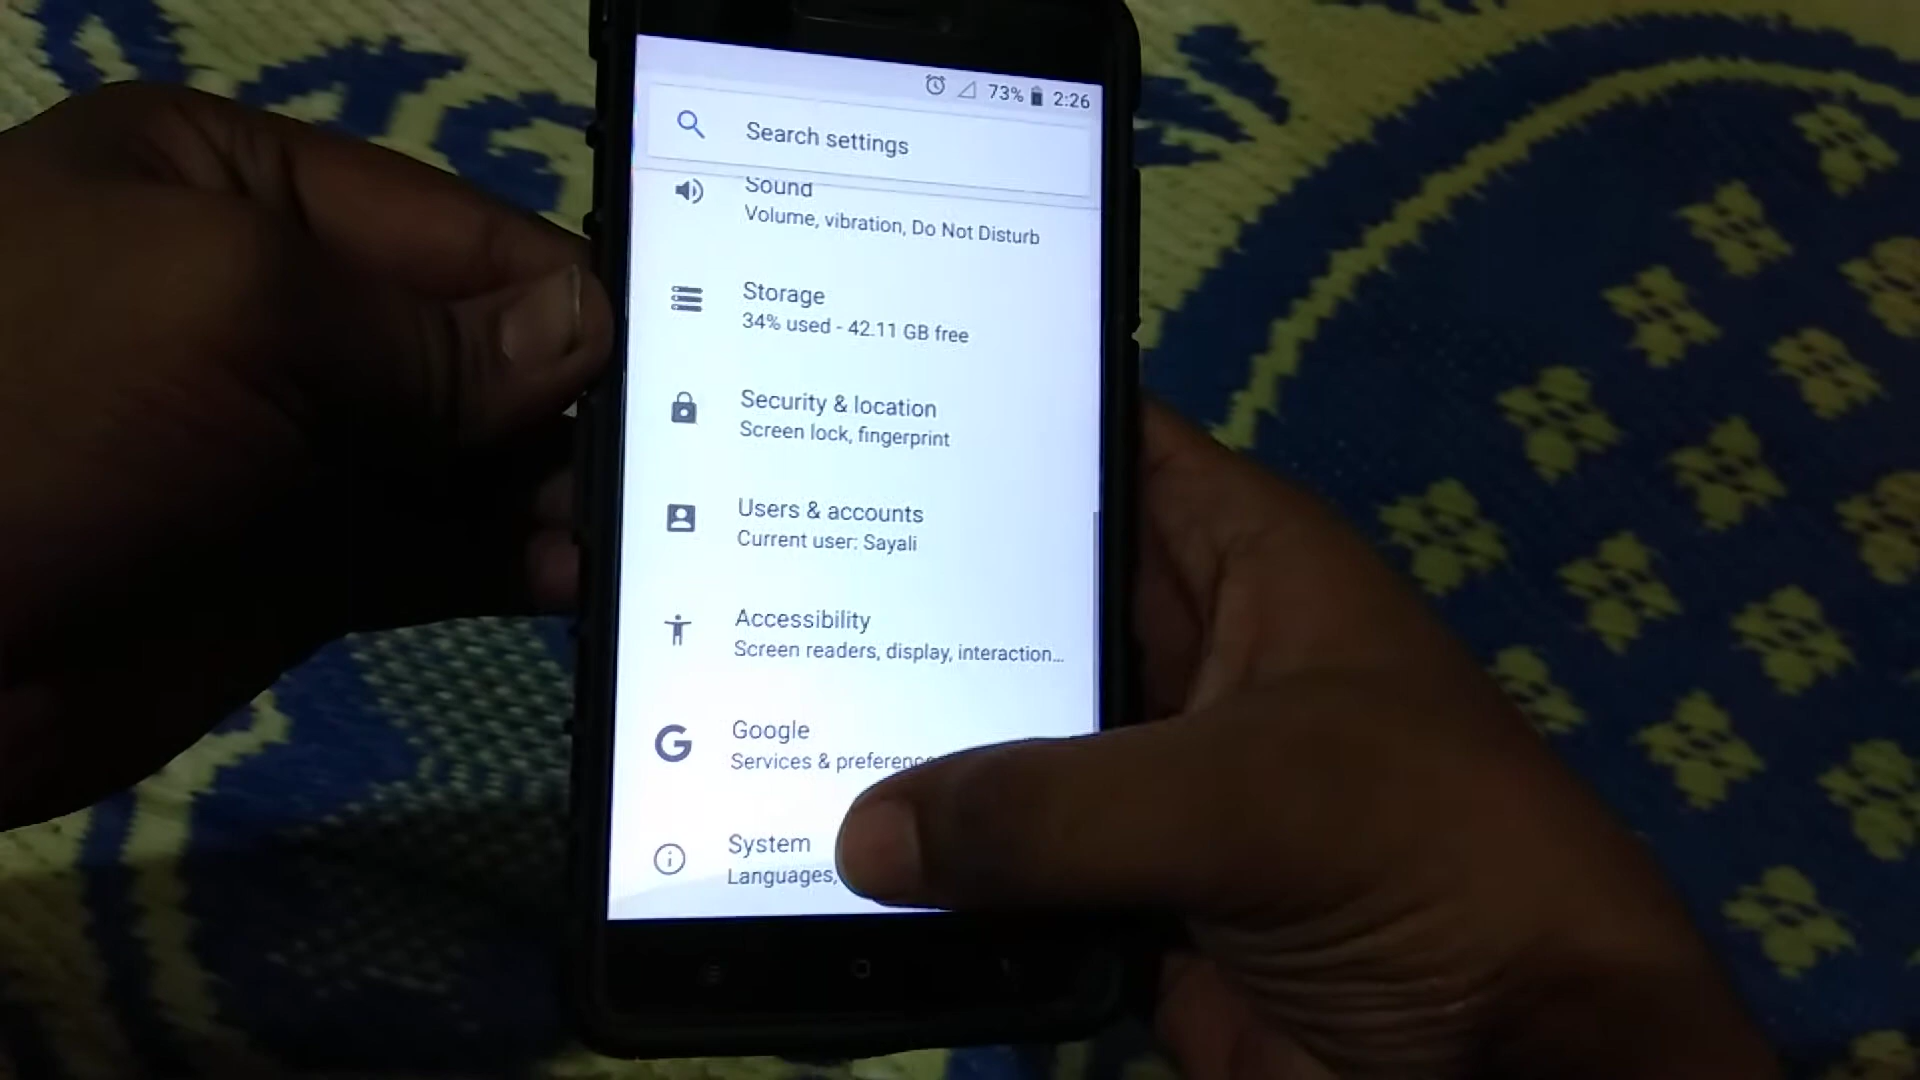 73% 2:26
Search settings
Sound
Volume, vibration, Do Not Disturb
Storage
34% used - 42.11 GB free
Security & location
Screen lock, fingerprint
Users & accounts
Current user: Sayali
Accessibility
Screen readers, display, interaction...
Google
Services &
System
Languages,